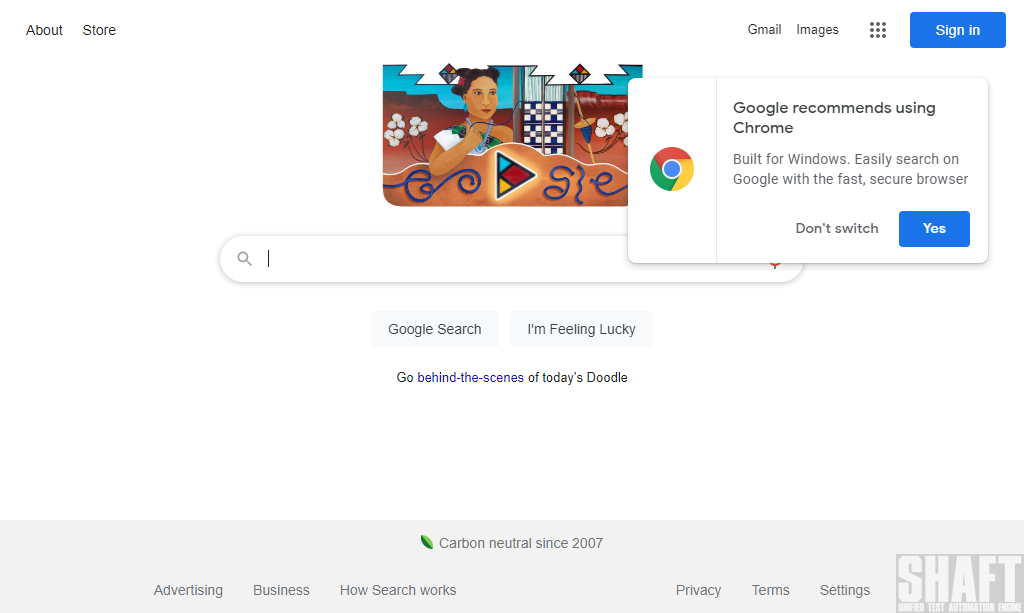 About Store
Gmail Images
Sign in
Google recommends using
Chrome
Built for Windows. Easily search on
Google with the fast, secure browser
Don't switch
Yes
Google Search
I'm Feeling Lucky
Go behind-the-scenes of today's Doodle
Carbon neutral since 2007
Advertising Business How Search works
Privacy Terms Settings
SHAFT
UNIFIED TEST AUTOMATION ENGINE